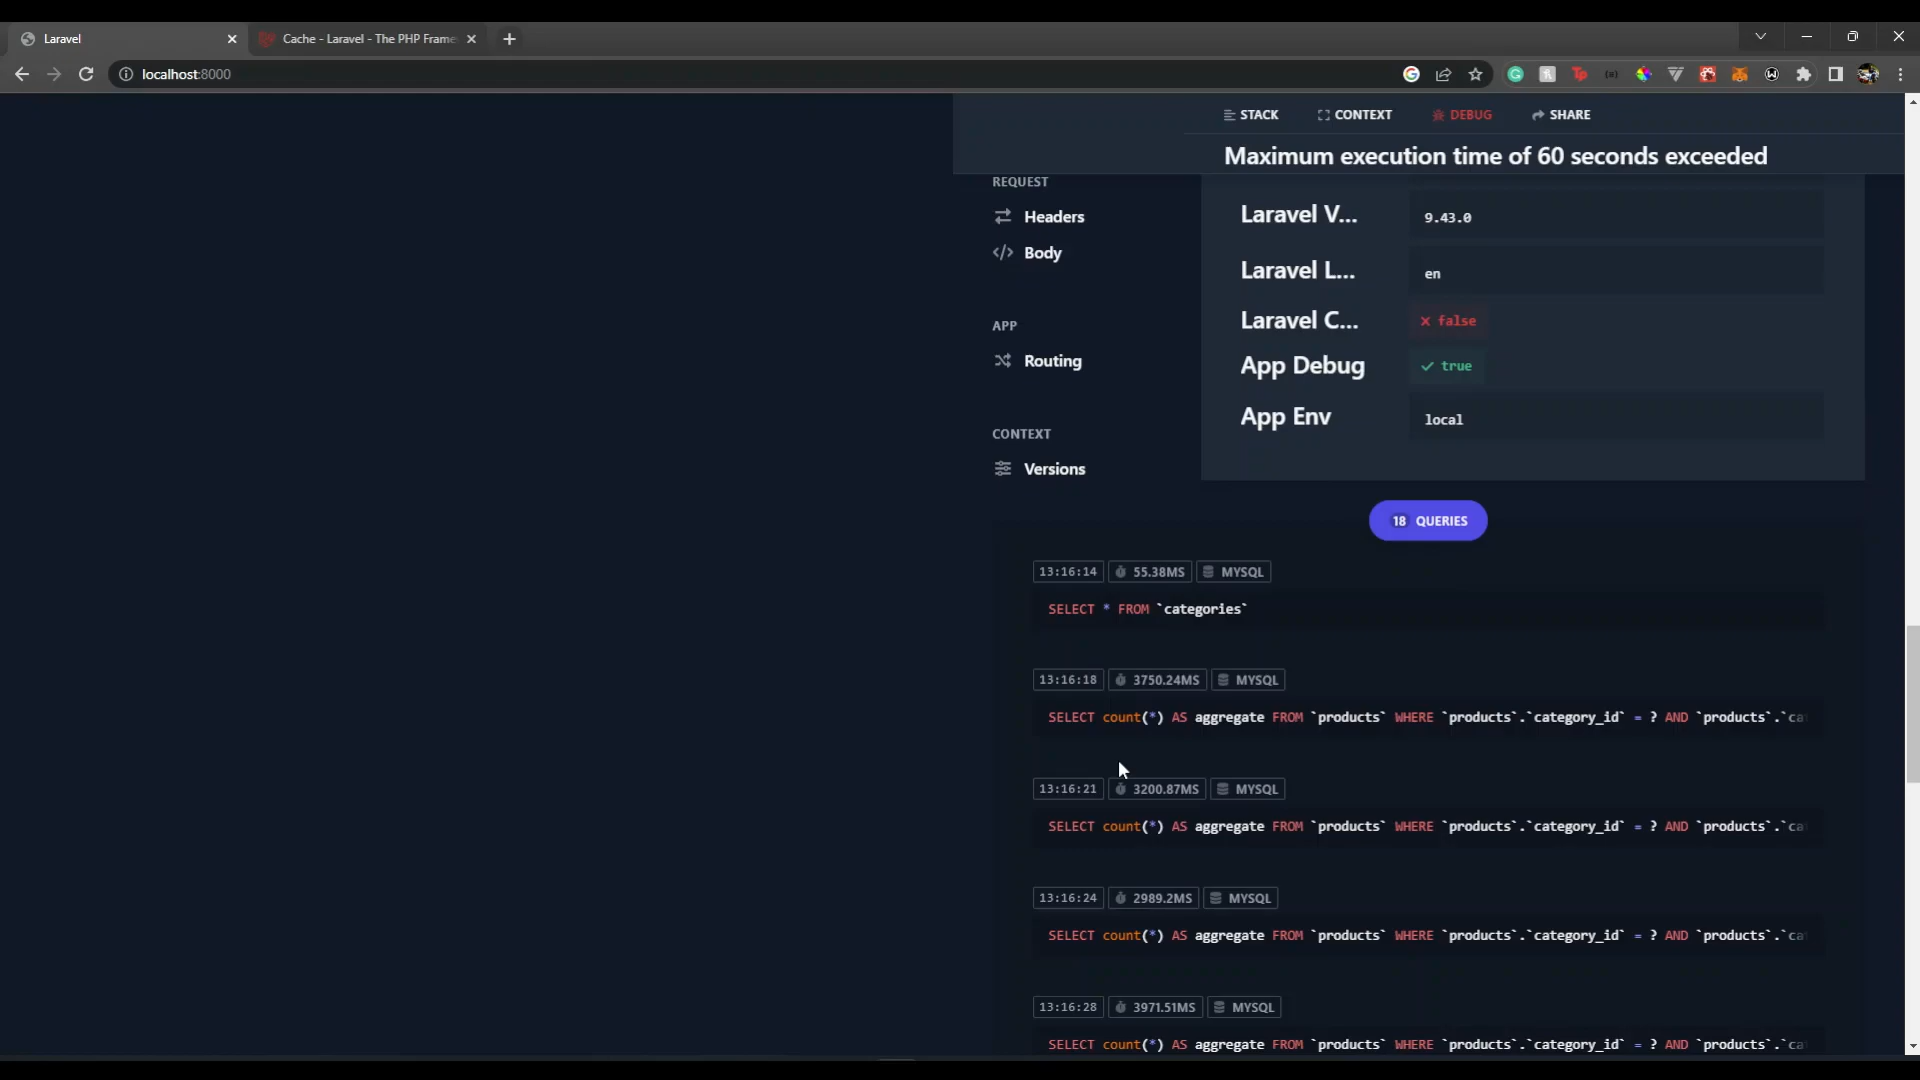 Laravel
Cache - Laravel - The PHP Frame
localhost:8000
STACK
CONTEXT
DEBUG
SHARE
Maximum execution time of 60 seconds exceeded
REQUEST
Headers
Body
APP
Routing
CONTEXT
Versions
Laravel V... 9.43.0
Laravel L... en
Laravel C... false
App Debug true
App Env local
18 QUERIES
13:16:14 55.38MS MYSQL
SELECT * FROM `categories`
13:16:18 3750.24MS MYSQL
SELECT count(*) AS aggregate FROM `products` WHERE `products`.`category_id` = ? AND `products`.`ca
13:16:21 3200.87MS MYSQL
SELECT count(*) AS aggregate FROM `products` WHERE `products`.`category_id` = ? AND `products`.`ca
13:16:24 2989.2MS MYSQL
SELECT count(*) AS aggregate FROM `products` WHERE `products`.`category_id` = ? AND `products`.`ca
13:16:28 3971.51MS MYSQL
SELECT count(*) AS aggregate FROM `products` WHERE `products`.`category_id` = ? AND `products`.`ca